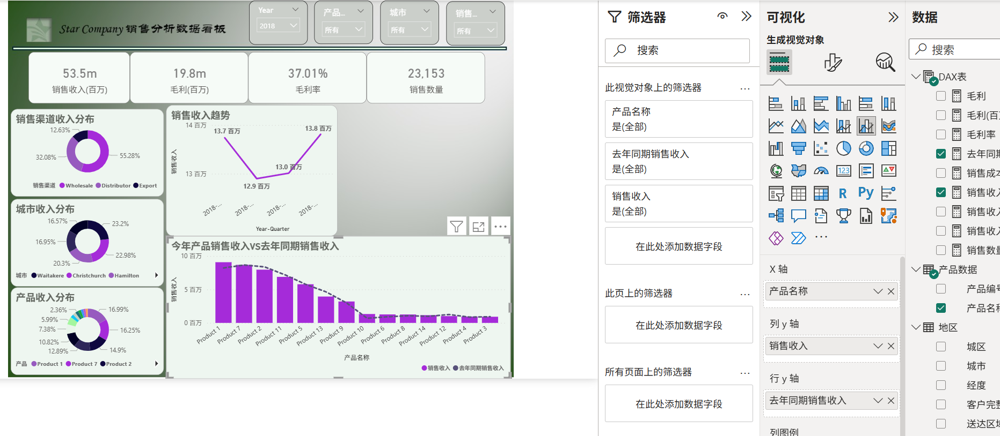 Star Company 销售分析数据看板
Year
2018
产品...
所有
城市
所有
销售...
所有
53.5m
销售收入(百万)
19.8m
毛利(百万)
37.01%
毛利率
23,153
销售数量
销售渠道收入分布
12.63%
32.08%
55.28%
销售渠道 Wholesale Distributor Export
城市收入分布
16.57%
23.2%
16.95%
22.98%
20.3%
城市 Waitakere Christchurch Hamilton
产品收入分布
2.36%
16.99%
5.99%
7.38%
16.25%
10.82%
12.89%
14.9%
产品 Product 1 Product 7 Product 2
销售收入趋势
14 百万
13.7 百万
13.8 百万
销售收入
13.0 百万
13 百万
12.9 百万
2018-... 2018-... 2018-... 2018-...
Year-Quarter
今年产品销售收入VS去年同期销售收入
10 百万
销售收入
5 百万
0 百万
Product 1 Product 7 Product 2 Product 11 Product 5 Product 13 Product 9 Product 10 Product 6 Product 8 Product 14 Product 12 Product 4 Product 3
产品名称
销售收入 去年同期销售收入
筛选器
搜索
此视觉对象上的筛选器
...
产品名称
是(全部)
去年同期销售收入
是(全部)
销售收入
是(全部)
在此处添加数据字段
此页上的筛选器
...
在此处添加数据字段
所有页面上的筛选器
...
在此处添加数据字段
可视化
生成视觉对象
123
R
Py
...
X 轴
产品名称
列 y 轴
销售收入
行 y 轴
去年同期销售收入
列图例
数据
搜索
DAX表
毛利
毛利(百
毛利率
去年同期
销售成本
销售收入
销售收入
销售收入
销售数量
产品数据
产品编号
产品名称
地区
城区
城市
经度
客户完整
送达区域